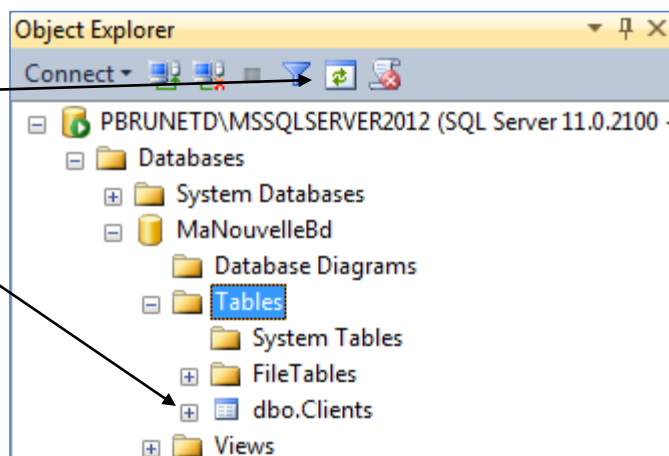 Object Explorer
Connect
PBRUNETD\MSSQLSERVER2012 (SQL Server 11.0.2100 -
Databases
System Databases
MaNouvelleBd
Database Diagrams
Tables
System Tables
FileTables
dbo.Clients
Views